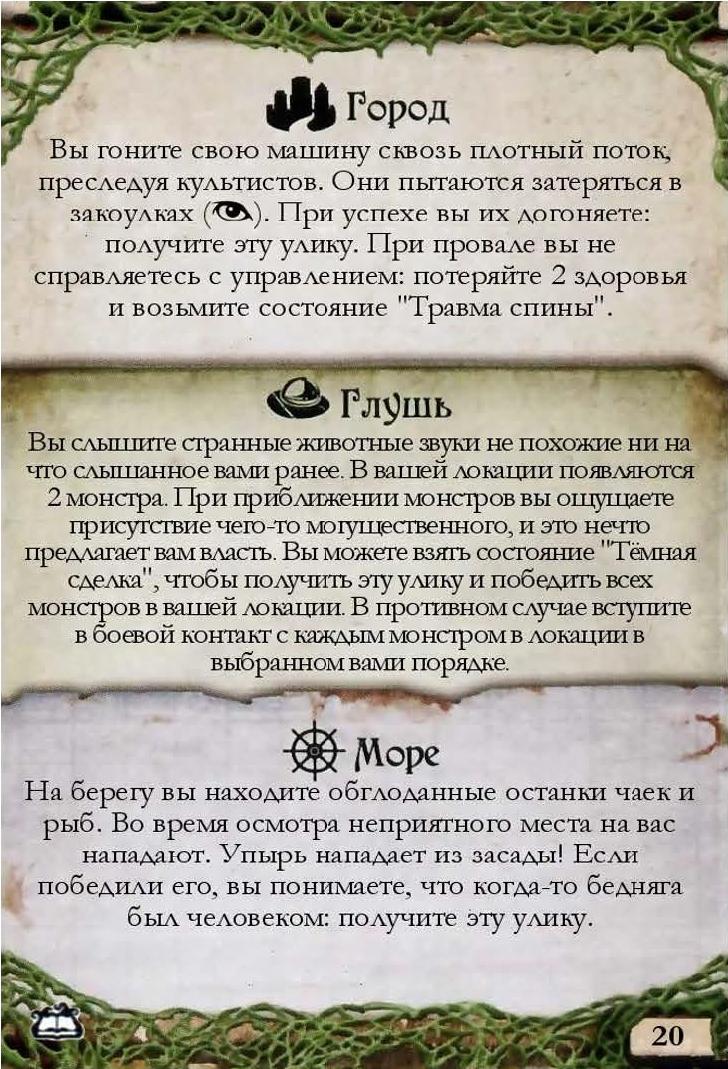 Город
Вы гоните свою машину сквозь плотный поток,
преследуя культистов. Они пытаются затеряться в
закоулках (). При успехе вы их догоняете:
получите эту улику. При провале вы не
справляетесь с управлением: потеряйте 2 здоровья
и возьмите состояние "Травма спины".
Глушь
Вы слышите странные животные звуки не похожие ни на
что слышанное вами ранее. В вашей локации появляются
2 монстра. При приближении монстров вы ощущаете
присутствие чего-то могущественного, и это нечто
предлагает вам власть. Вы можете взять состояние "Тёмная
сделка", чтобы получить эту улику и победить всех
монстров в вашей локации. В противном случае вступите
в боевой контакт с каждым монстром в локации в
выбранном вами порядке.
Море
На берегу вы находите обглоданные останки чаек и
рыб. Во время осмотра неприятного места на вас
нападают. Упырь нападает из засады! Если
победили его, вы понимаете, что когда-то бедняга
был человеком: получите эту улику.
20